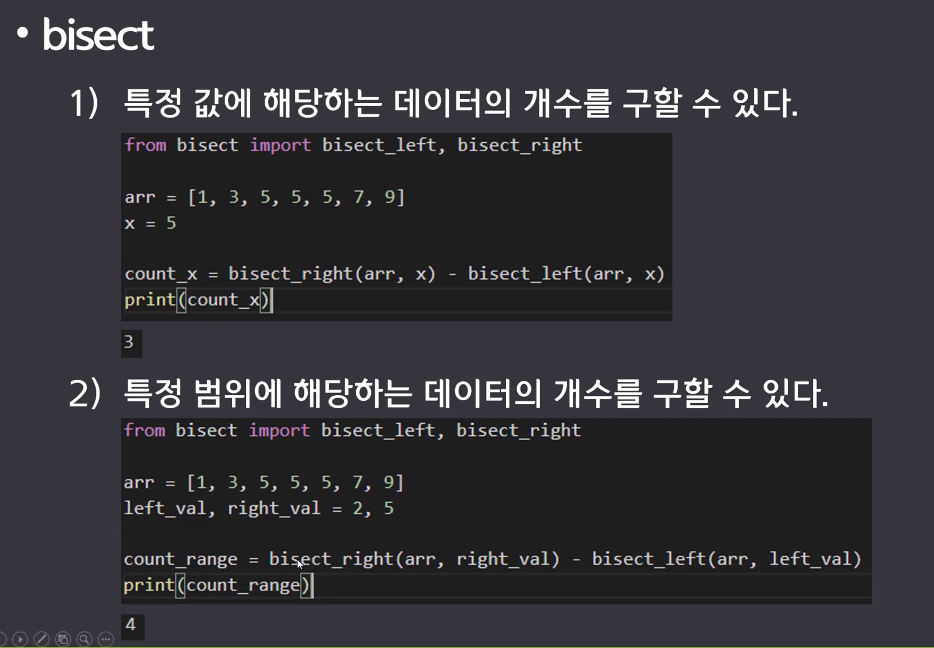 • bisect
1) 특정 값에 해당하는 데이터의 개수를 구할 수 있다.
from bisect import bisect_left, bisect_right
arr = [1, 3, 5, 5, 5, 7, 9]
x = 5
count_x = bisect_right(arr, x) - bisect_left(arr, x)
print(count_x)
3
2) 특정 범위에 해당하는 데이터의 개수를 구할 수 있다.
from bisect import bisect_left, bisect_right
arr = [1, 3, 5, 5, 5, 7, 9]
left_val, right_val = 2, 5
count_range = bisect_right(arr, right_val) - bisect_left(arr, left_val)
print(count_range)
4